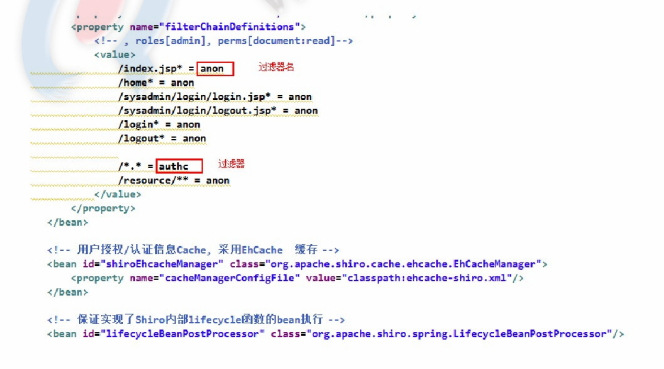 <property name="filterChainDefinitions">
<!-- , roles[admin], perms[document:read]-->
<value>
/index.jsp* = anon 过滤器名
/home* = anon
/sysadmin/login/login.jsp* = anon
/sysadmin/login/logout.jsp* = anon
/login* = anon
/logout* = anon
/*.* = authc 过滤器
/resource/** = anon
</value>
</property>
</bean>
<!-- 用户授权/认证信息Cache, 采用EhCache 缓存 -->
<bean id="shiroEhcacheManager" class="org.apache.shiro.cache.ehcache.EhCacheManager">
<property name="cacheManagerConfigFile" value="classpath:ehcache-shiro.xml"/>
</bean>
<!-- 保证实现了Shiro内部lifecycle函数的bean执行 -->
<bean id="lifecycleBeanPostProcessor" class="org.apache.shiro.spring.LifecycleBeanPostProcessor"/>